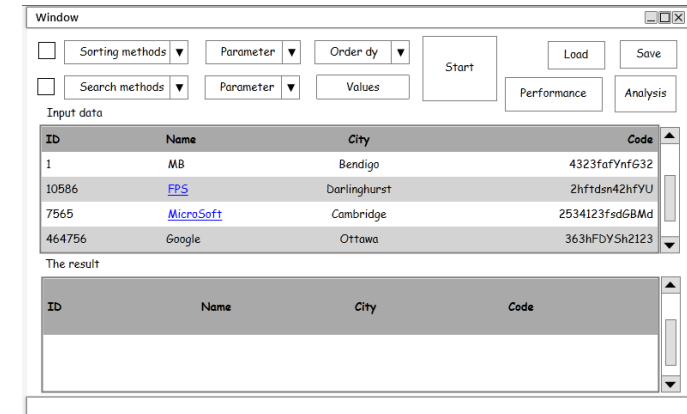 Window
Sorting methods Parameter Order dy Start Load Save
Search methods Parameter Values Performance Analysis
Input data
ID Name City Code
1 MB Bendigo 4323fafYnfG32
10586 FPS Darlinghurst 2hftdsn42hfYU
7565 MicroSoft Cambridge 2534123fsdGBMd
464756 Google Ottawa 363hFDYSh2123
The result
ID Name City Code